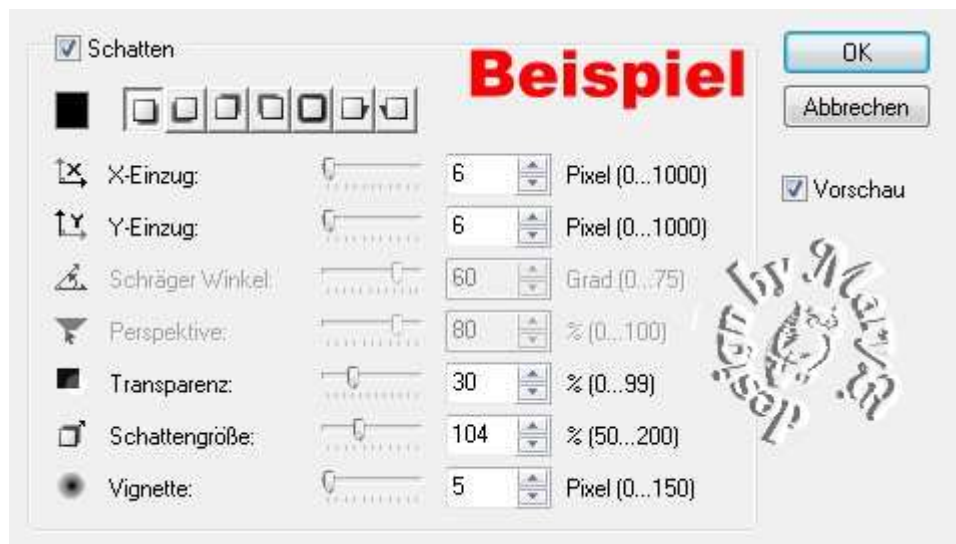 Schatten
Beispiel
OK
Abbrechen
X-Einzug: 6 Pixel (0...1000)
Vorschau
Y-Einzug: 6 Pixel (0...1000)
Schräger Winkel: 60 Grad (0...75)
Perspektive: 80 % (0...100)
Transparenz: 30 % (0...99)
Schattengröße: 104 % (50...200)
Vignette: 5 Pixel (0...150)
design by Mary H.